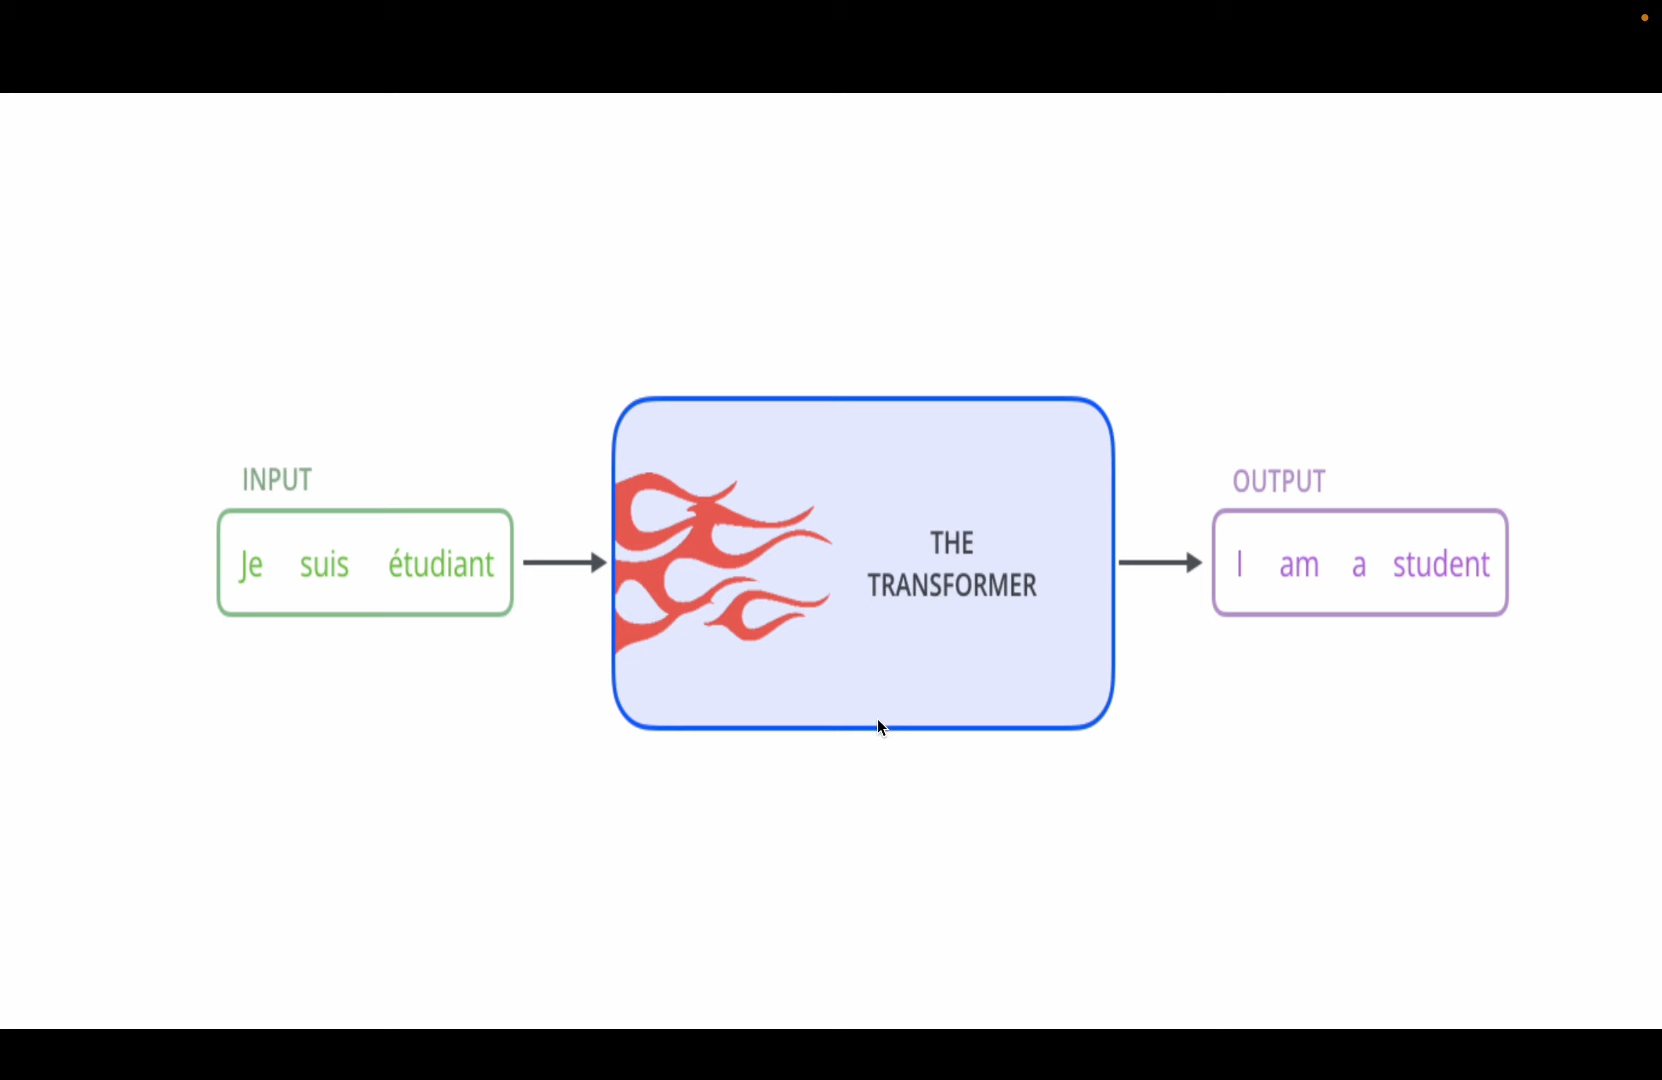 INPUT
Je suis étudiant
THE
TRANSFORMER
OUTPUT
I am a student